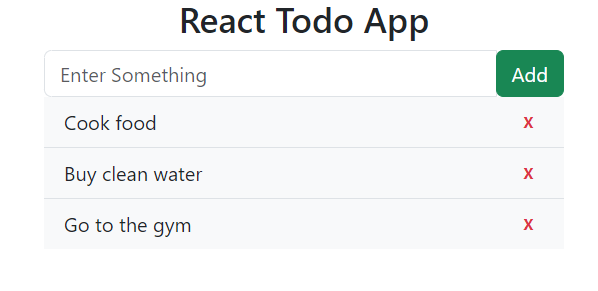 React Todo App
Enter Something Add
Cook food X
Buy clean water X
Go to the gym X